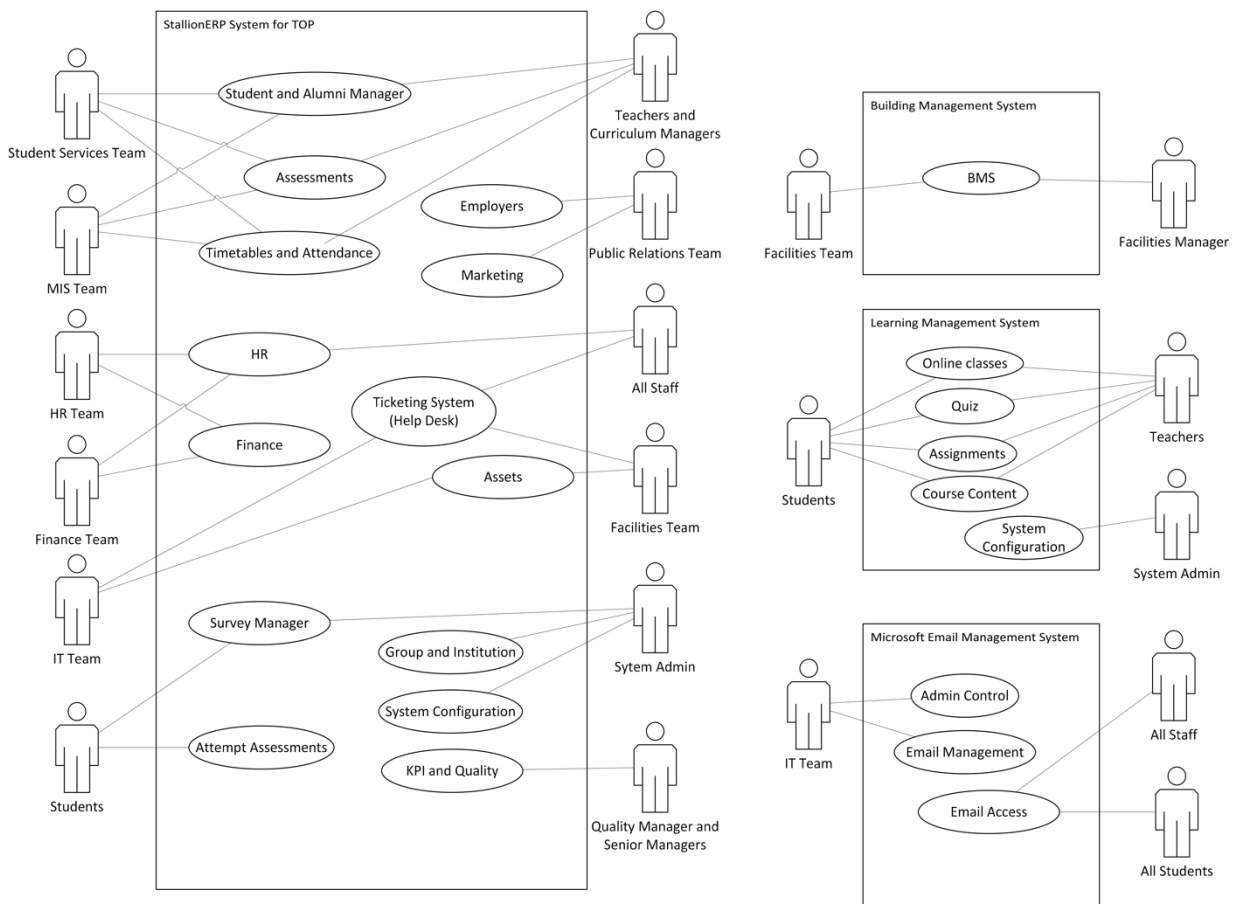 StallionERP System for TOP
Student Services Team
MIS Team
HR Team
Finance Team
IT Team
Students
Student and Alumni Manager
Assessments
Timetables and Attendance
Employers
Marketing
HR
Ticketing System
(Help Desk)
Finance
Assets
Survey Manager
Group and Institution
System Configuration
Attempt Assessments
KPI and Quality
Teachers and
Curriculum Managers
Public Relations Team
All Staff
Facilities Team
Sytem Admin
Quality Manager and
Senior Managers
Building Management System
BMS
Facilities Team
Facilities Manager
Learning Management System
Online classes
Quiz
Assignments
Course Content
System
Configuration
Students
Teachers
System Admin
Microsoft Email Management System
Admin Control
Email Management
Email Access
IT Team
All Staff
All Students